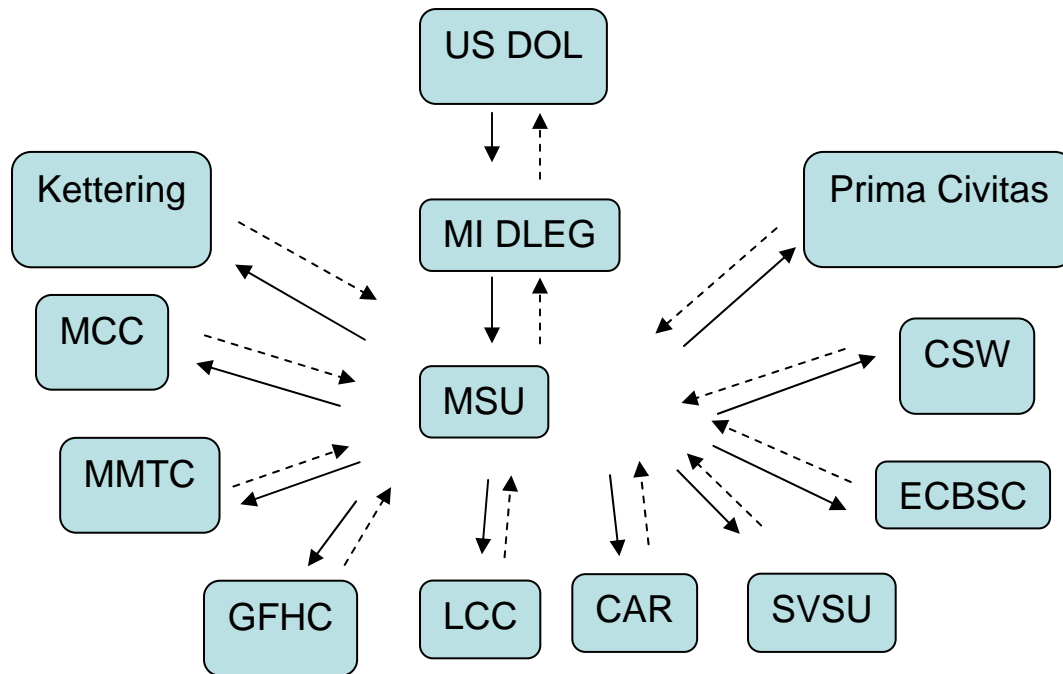 US DOL
Kettering
Prima Civitas
MI DLEG
MCC
CSW
MSU
MMTC
ECBSC
GFHC
LCC
CAR
SVSU